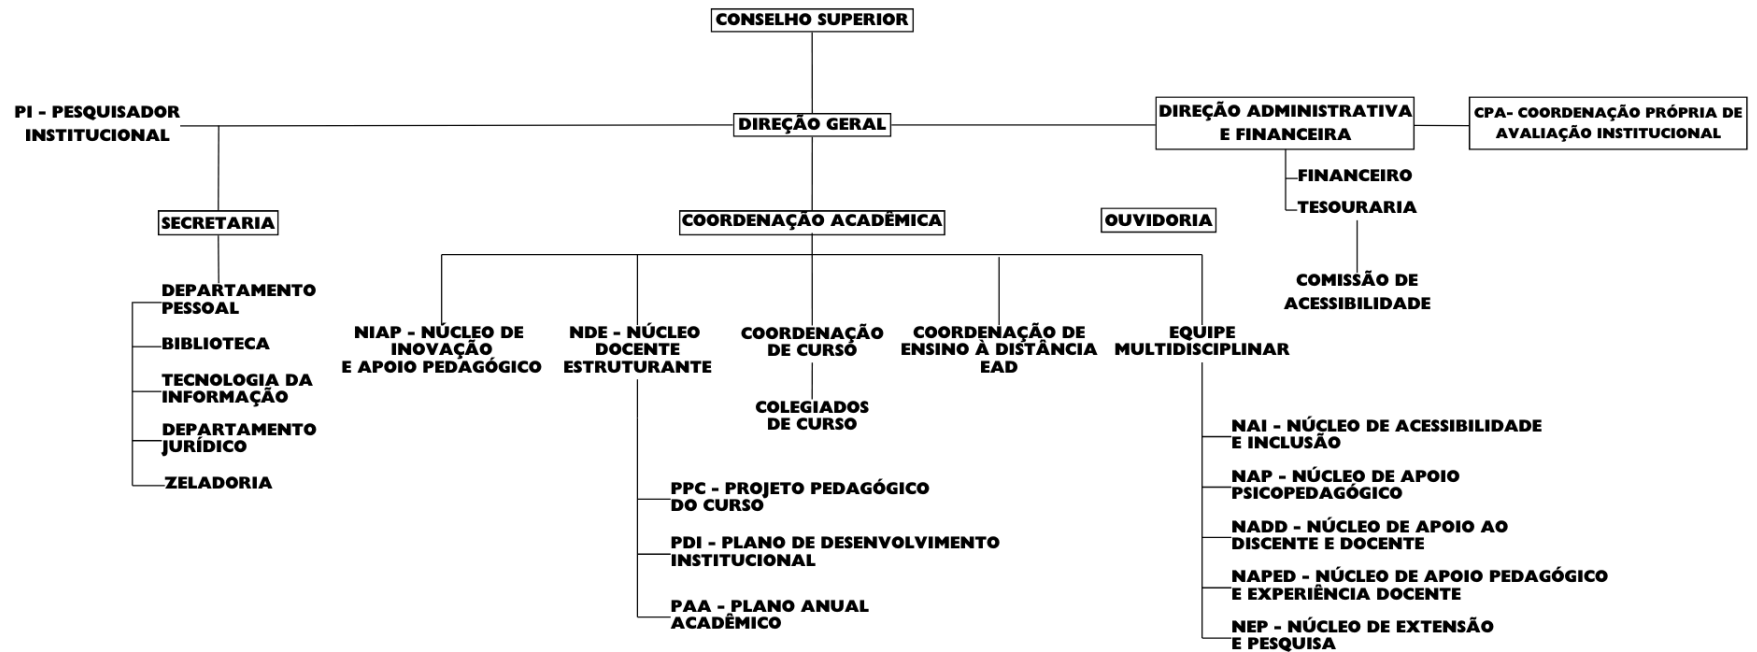 CONSELHO SUPERIOR
PI - PESQUISADOR
INSTITUCIONAL
DIREÇÃO GERAL
DIREÇÃO ADMINISTRATIVA
E FINANCEIRA
CPA- COORDENAÇÃO PRÓPRIA DE
AVALIAÇÃO INSTITUCIONAL
FINANCEIRO
TESOURARIA
COMISSÃO DE
ACESSIBILIDADE
SECRETARIA
COORDENAÇÃO ACADÊMICA
OUVIDORIA
DEPARTAMENTO
PESSOAL
BIBLIOTECA
TECNOLOGIA DA
INFORMAÇÃO
DEPARTAMENTO
JURÍDICO
ZELADORIA
NIAP - NÚCLEO DE
INOVAÇÃO
E APOIO PEDAGÓGICO
NDE - NÚCLEO
DOCENTE
ESTRUTURANTE
COORDENAÇÃO
DE CURSO
COLEGIADOS
DE CURSO
COORDENAÇÃO DE
ENSINO À DISTÂNCIA
EAD
EQUIPE
MULTIDISCIPLINAR
PPC - PROJETO PEDAGÓGICO
DO CURSO
PDI - PLANO DE DESENVOLVIMENTO
INSTITUCIONAL
PAA - PLANO ANUAL
ACADÊMICO
NAI - NÚCLEO DE ACESSIBILIDADE
E INCLUSÃO
NAP - NÚCLEO DE APOIO
PSICOPEDAGÓGICO
NADD - NÚCLEO DE APOIO AO
DISCENTE E DOCENTE
NAPED - NÚCLEO DE APOIO PEDAGÓGICO
E EXPERIÊNCIA DOCENTE
NEP - NÚCLEO DE EXTENSÃO
E PESQUISA